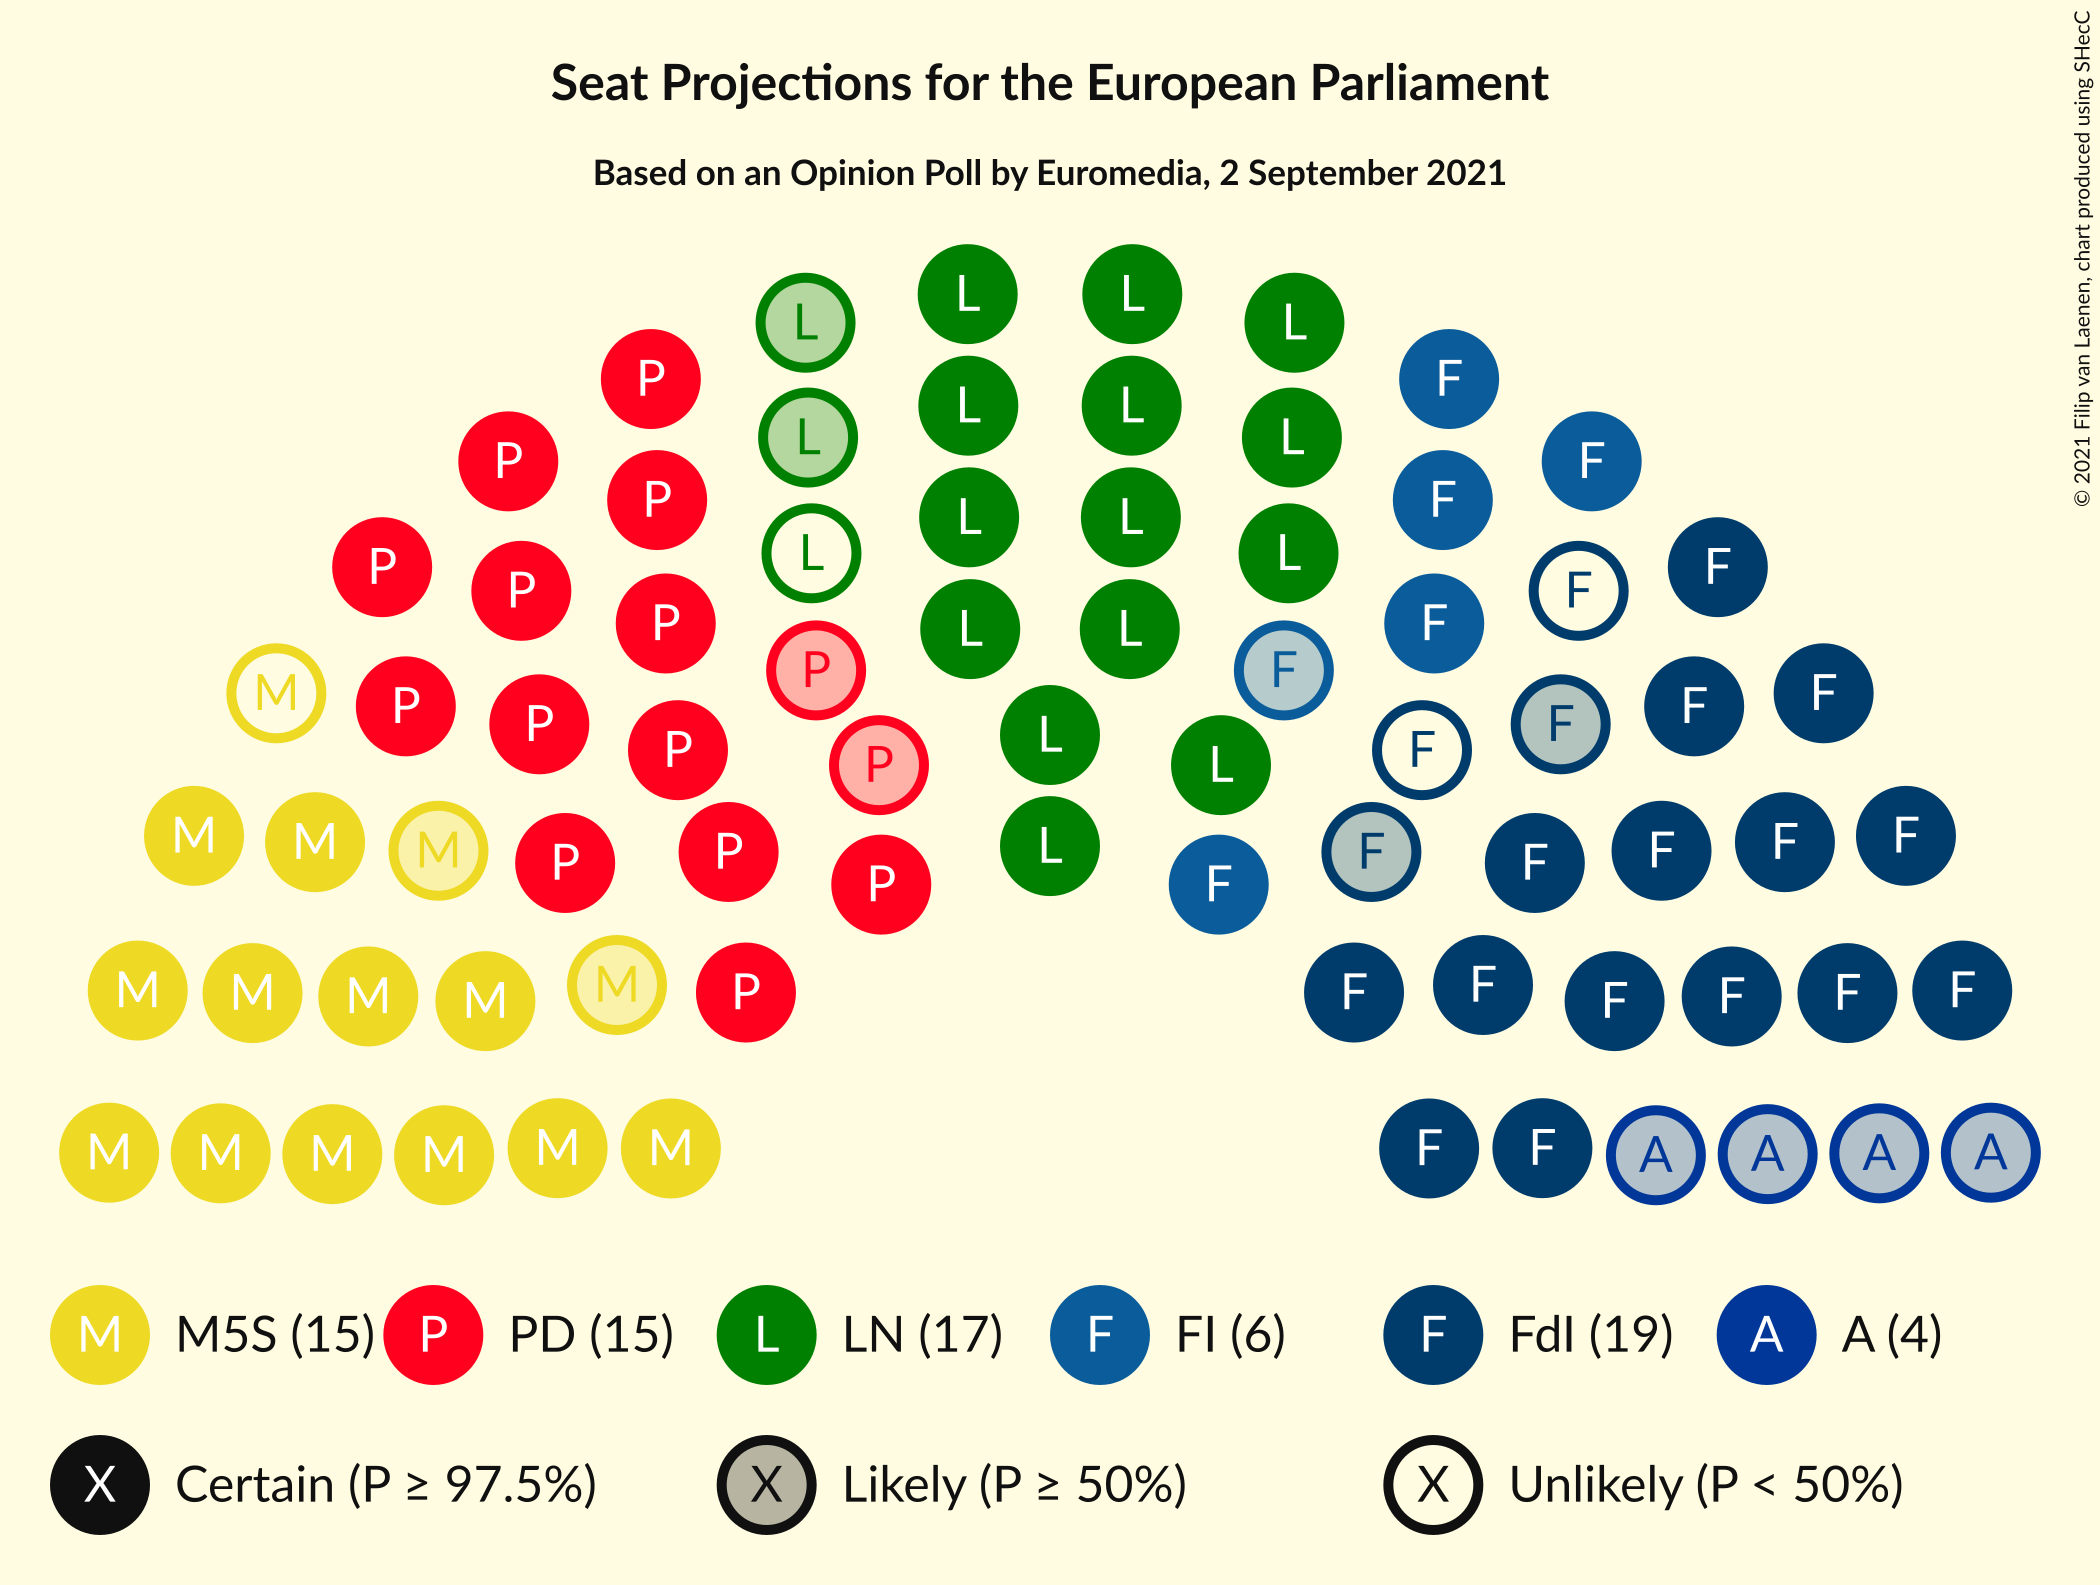 Seat Projections for the European Parliament
Based on an Opinion Poll by Euromedia, 2 September 2021
© 2021 Filip van Laenen, chart produced using SHecC
L L
L L
P F
L L
P F
L L
P F
L L
P F
L L
P F
L L
P F
P F
L L
P F
M F
P F
P F
P F
L
P L
M F
M F
M F
L
P F
P F
P F
M F
M F
M F
M F
M F
P F
M M M M M M F F A A A A
M M5S (15) P PD (15) L LN (17) F FI (6) F FdI (19) A A (4)
X Certain (P ≥ 97.5%) X Likely (P ≥ 50%) X Unlikely (P < 50%)